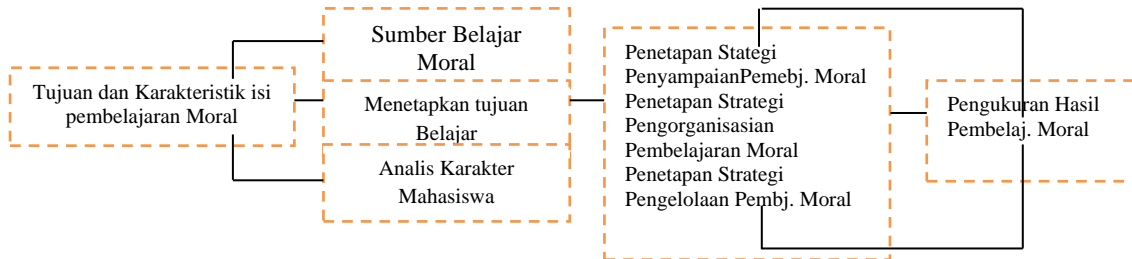 Tujuan dan Karakteristik isi
pembelajaran Moral
Sumber Belajar
Moral
Menetapkan tujuan
Belajar
Analis Karakter
Mahasiswa
Penetapan Stategi
PenyampaianPemebj. Moral
Penetapan Strategi
Pengorganisasian
Pembelajaran Moral
Penetapan Strategi
Pengelolaan Pembj. Moral
Pengukuran Hasil
Pembelaj. Moral